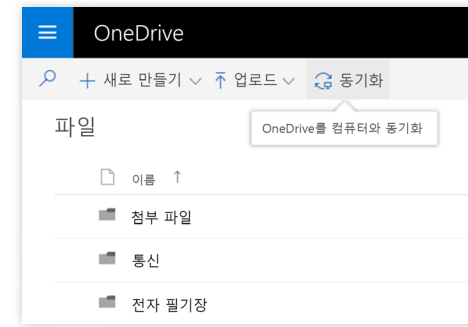 OneDrive
새로 만들기 업로드 동기화
OneDrive를 컴퓨터와 동기화
파일
이름 ↑
첨부 파일
통신
전자 필기장